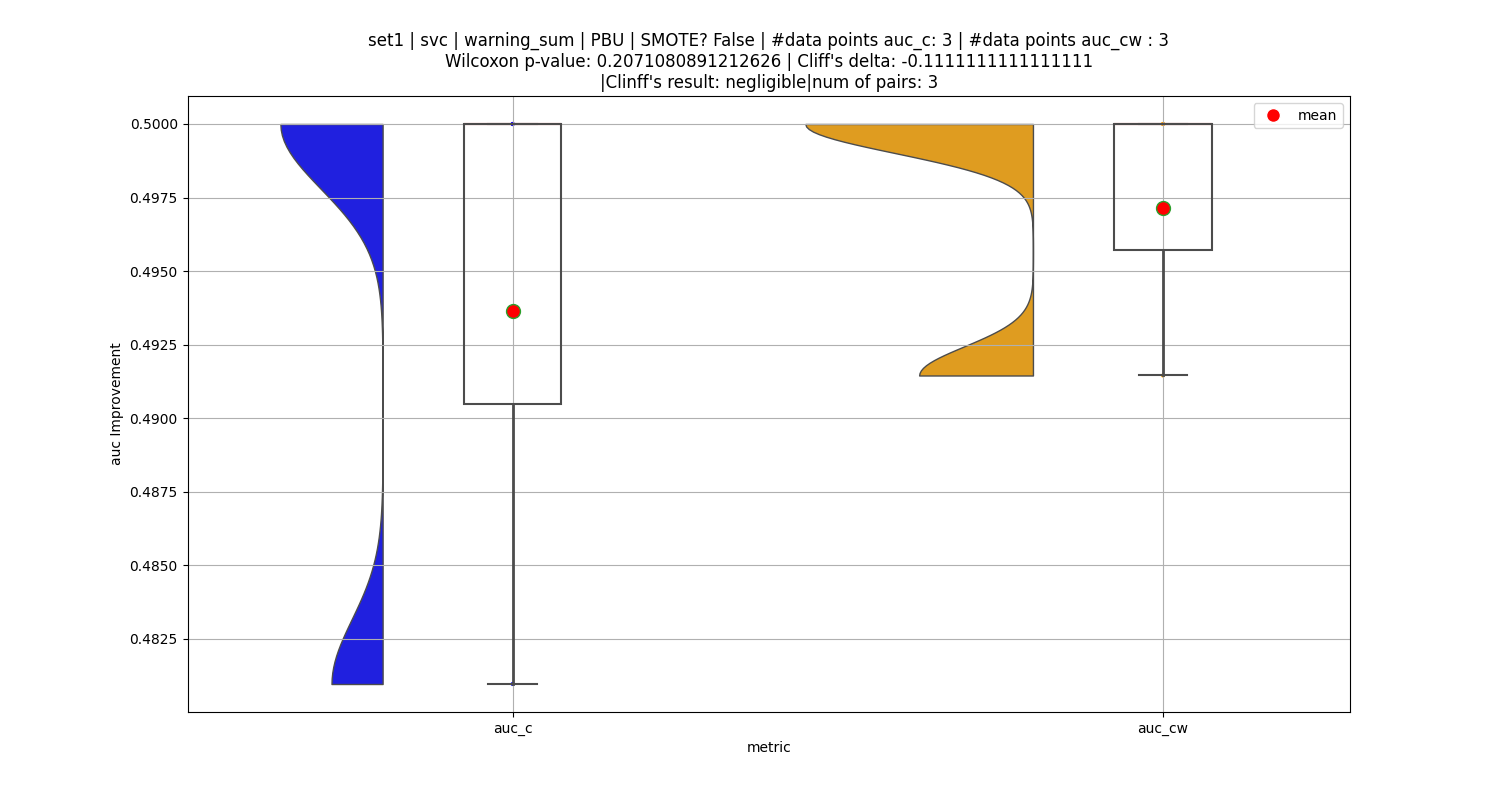 set1 | svc | warning_sum | PBU | SMOTE? False | #data points auc_c: 3 | #data points auc_cw : 3
Wilcoxon p-value: 0.2071080891212626 | Cliff's delta: -0.1111111111111111
|Clinff's result: negligible|num of pairs: 3
mean
0.5000
0.4975
0.4950
0.4925
0.4900
0.4875
0.4850
0.4825
auc Improvement
auc_c
auc_cw
metric